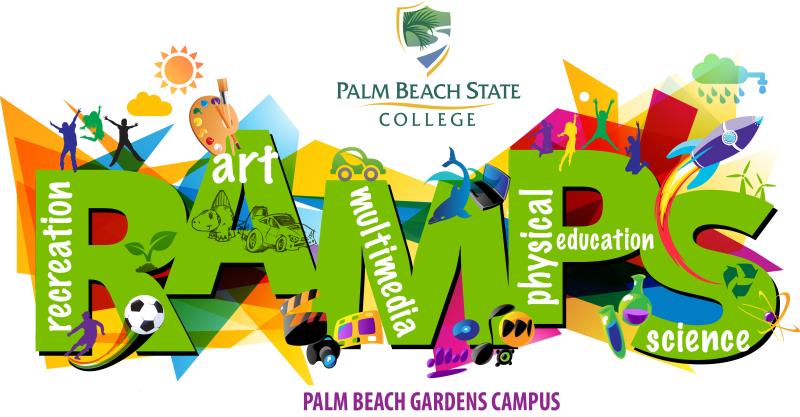 PALM BEACH STATE
COLLEGE
RAMPS
recreation
art
multimedia
physical
education
science
PALM BEACH GARDENS CAMPUS